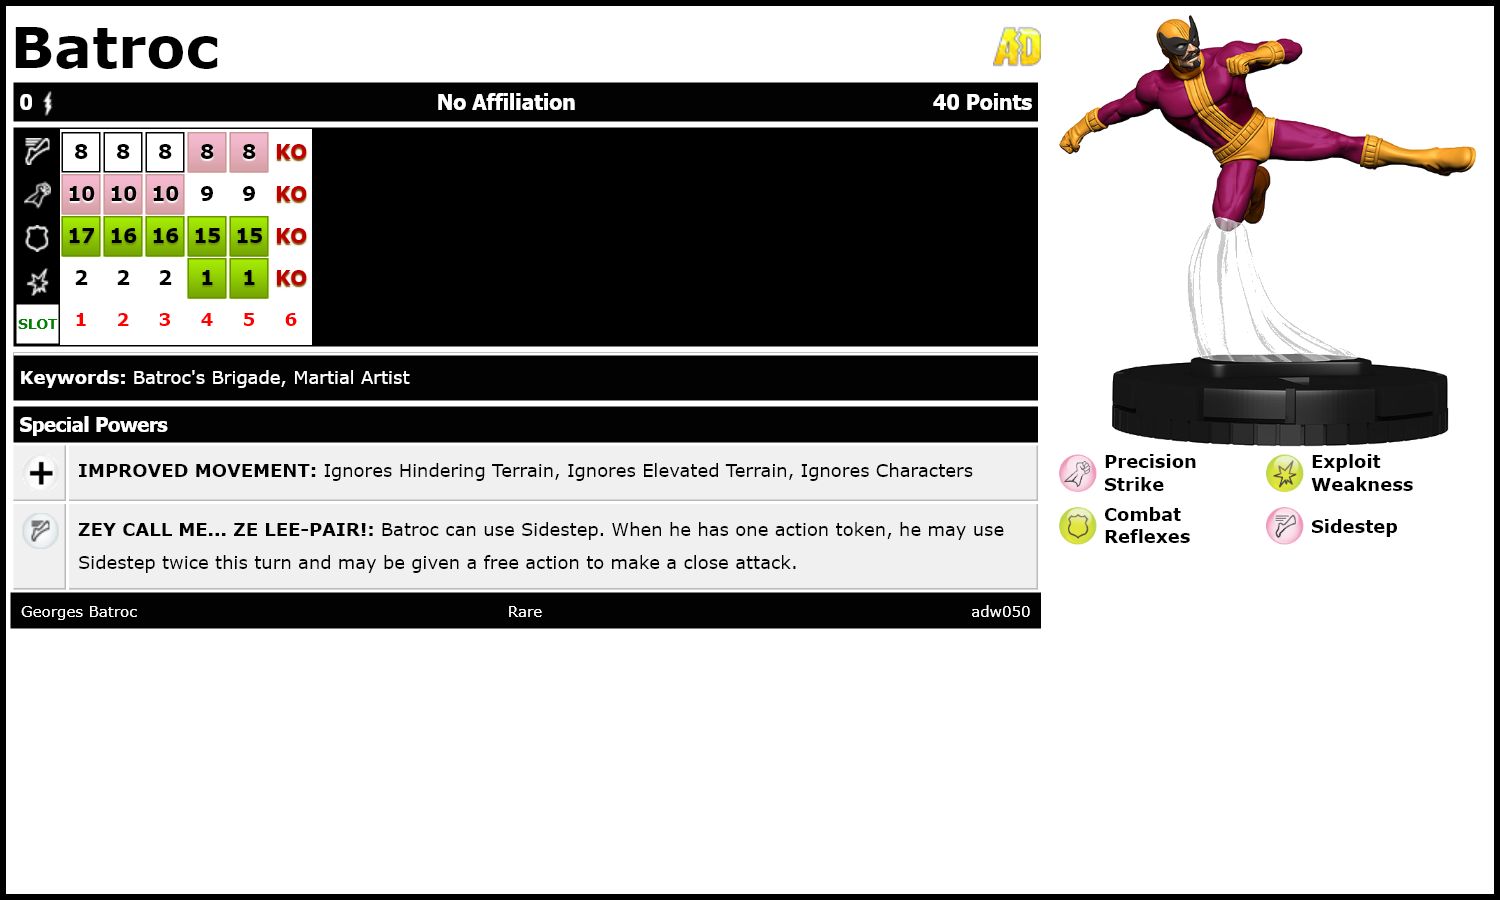 Batroc
AD
0 No Affiliation 40 Points
8 8 8 8 8 KO
10 10 10 9 9 KO
17 16 16 15 15 KO
2 2 2 1 1 KO
SLOT 1 2 3 4 5 6
Keywords: Batroc's Brigade, Martial Artist
Special Powers
IMPROVED MOVEMENT: Ignores Hindering Terrain, Ignores Elevated Terrain, Ignores Characters
ZEY CALL ME... ZE LEE-PAIR!: Batroc can use Sidestep. When he has one action token, he may use
Sidestep twice this turn and may be given a free action to make a close attack.
Georges Batroc Rare adw050
Precision
Strike
Exploit
Weakness
Combat
Reflexes
Sidestep